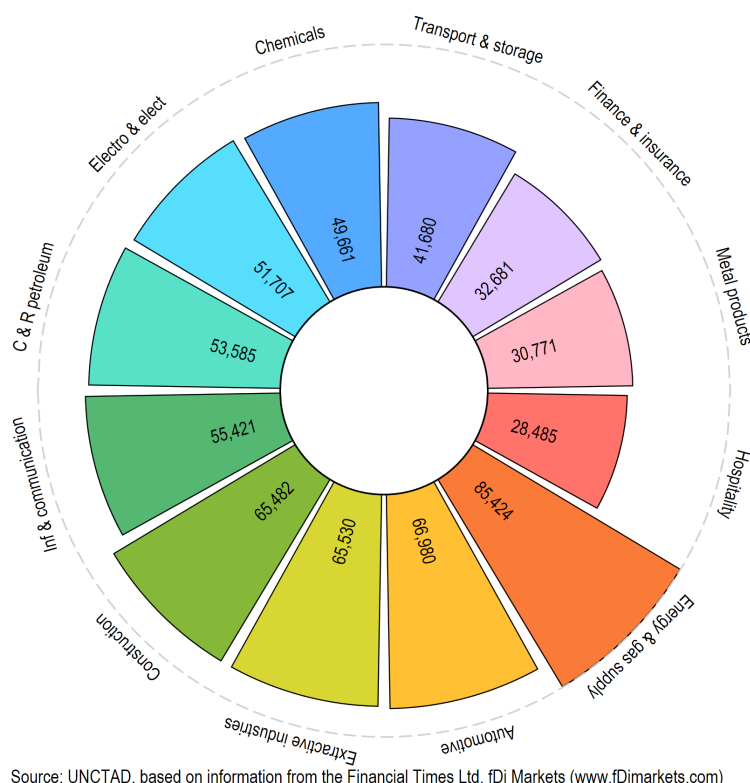 Chemicals
Transport & storage
Finance & insurance
Metal products
Hospitality
Energy & gas supply
Automotive
Extractive industries
Construction
Inf & communication
C & R petroleum
Electro & elect
49,661
41,680
32,681
30,771
28,485
85,424
66,980
65,530
65,482
55,421
53,585
51,707
Source: UNCTAD, based on information from the Financial Times Ltd, fDi Markets (www.fDimarkets.com)